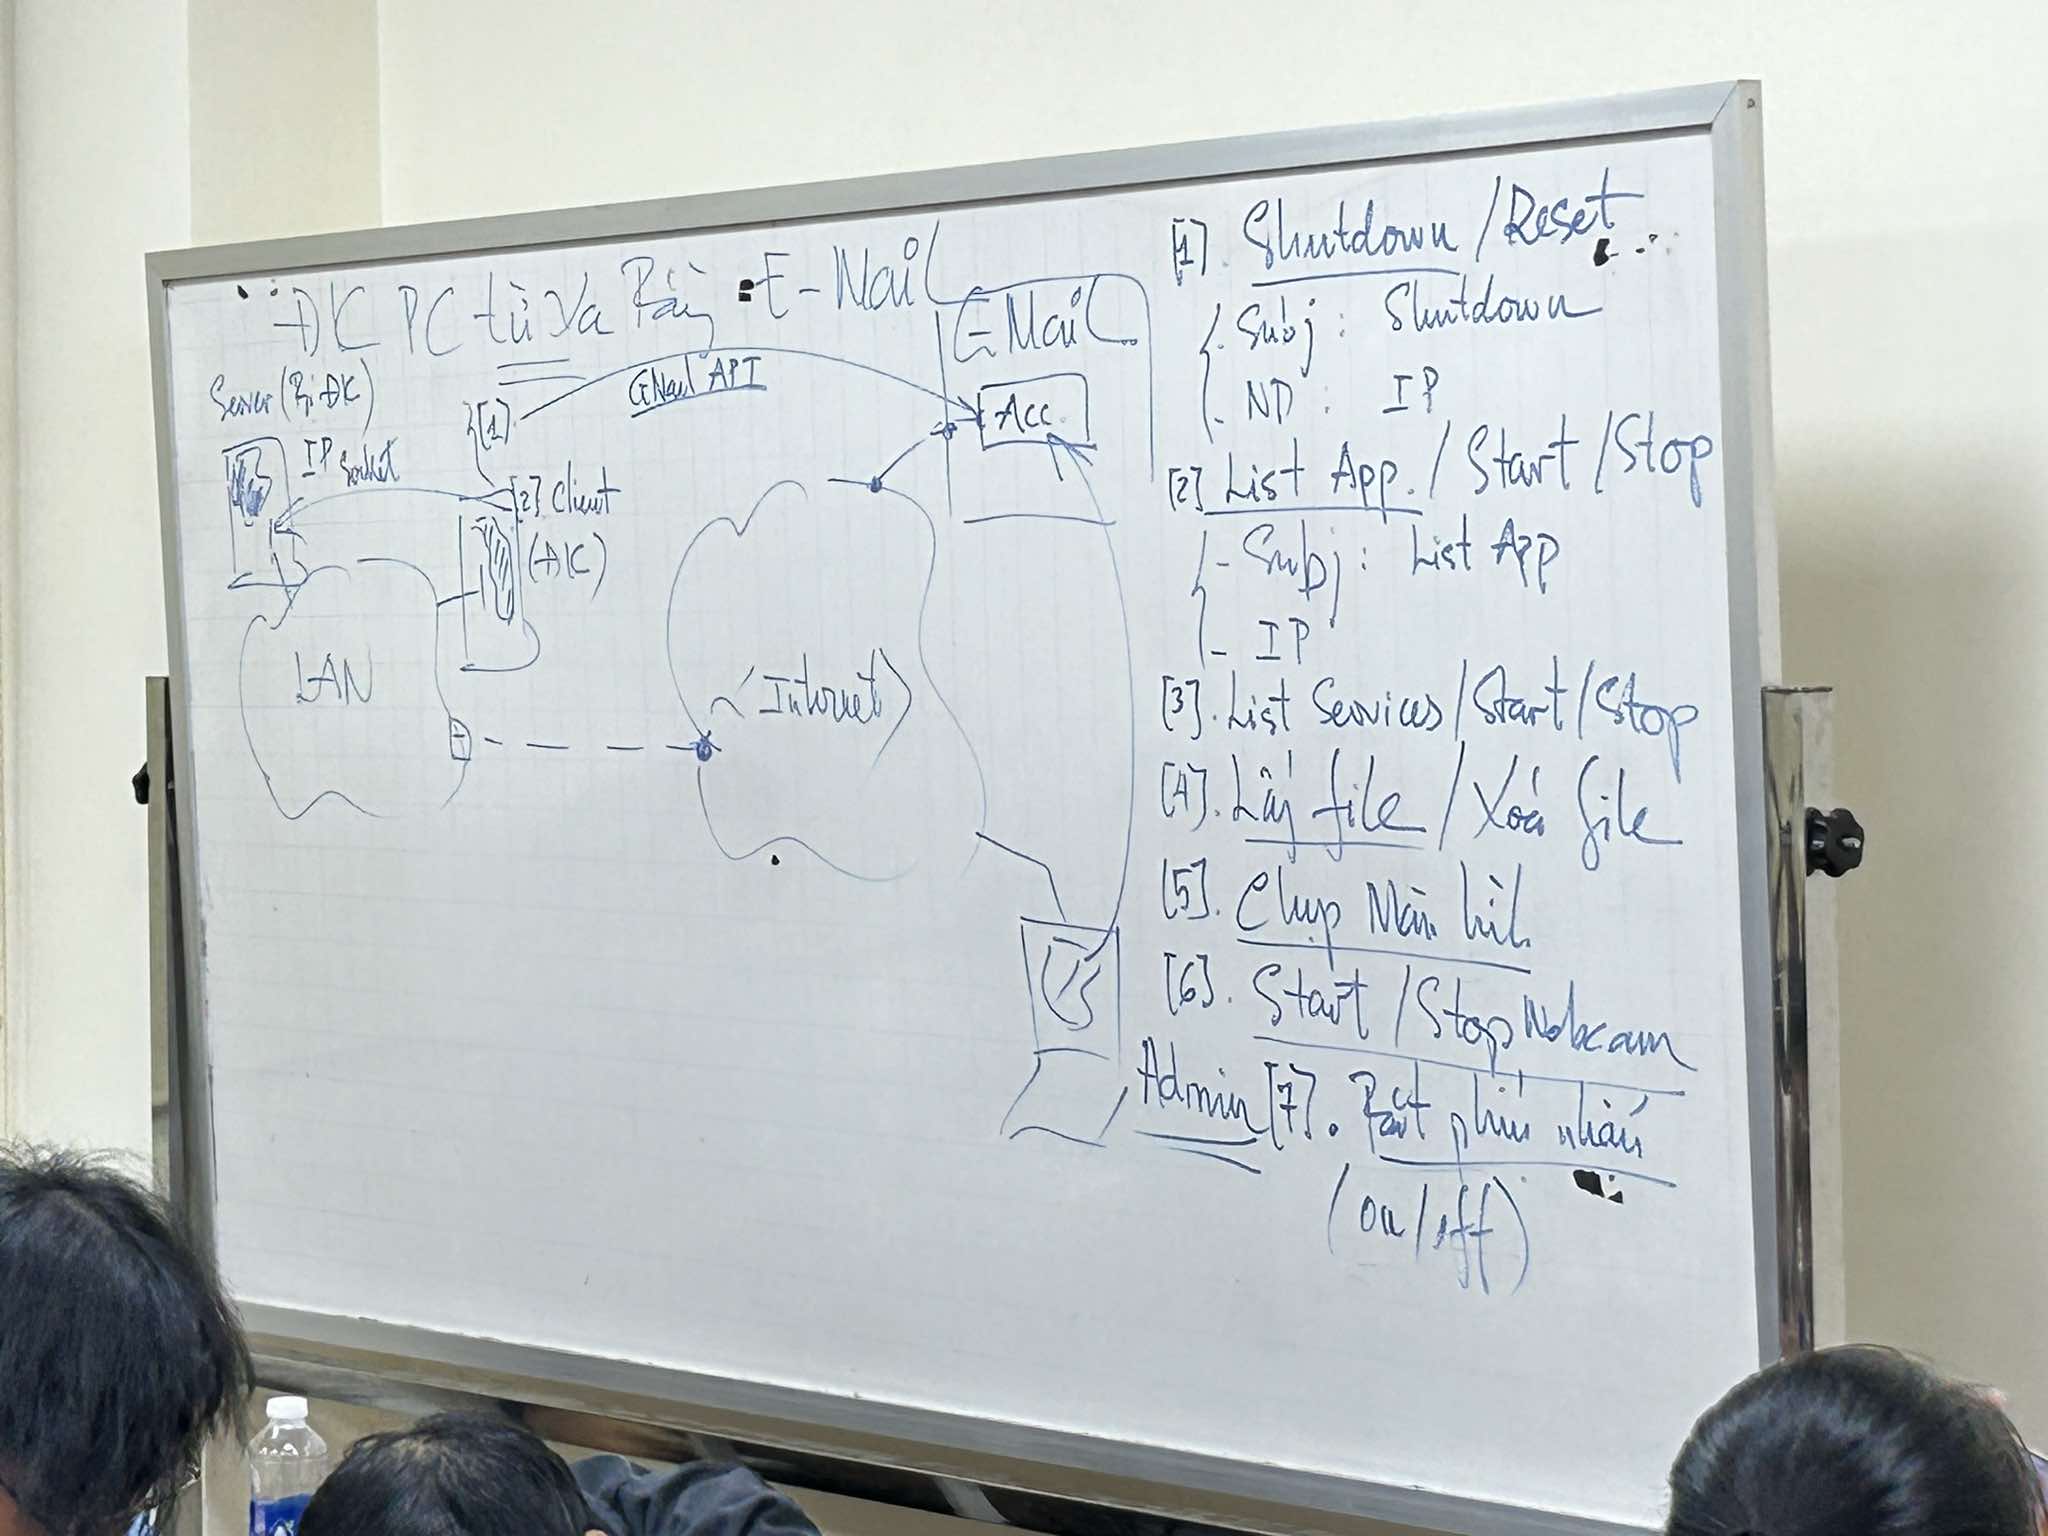 ĐK PC từ xa Bằng E-Mail
Server (Bị ĐK)
IP Socket
[1]
GMail API
[2] Client
(ĐK)
LAN
Internet
E-Mail
Acc.
Admin
[1]. Shutdown / Reset
- Subj : Shutdown
- ND : IP
[2] List App. / Start / Stop
- Subj : List App
- IP
[3]. List Services / Start / Stop
[4]. Lấy file / Xoá file
[5]. Chụp Màn hình
[6]. Start / Stop Webcam
[7]. Bắt phím nhấn
(on/off)